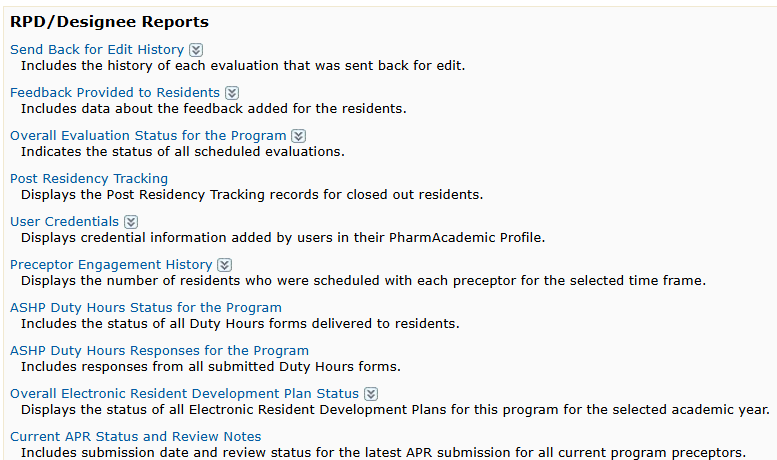 RPD/Designee Reports
Send Back for Edit History
Includes the history of each evaluation that was sent back for edit.
Feedback Provided to Residents
Includes data about the feedback added for the residents.
Overall Evaluation Status for the Program
Indicates the status of all scheduled evaluations.
Post Residency Tracking
Displays the Post Residency Tracking records for closed out residents.
User Credentials
Displays credential information added by users in their PharmAcademic Profile.
Preceptor Engagement History
Displays the number of residents who were scheduled with each preceptor for the selected time frame.
ASHP Duty Hours Status for the Program
Includes the status of all Duty Hours forms delivered to residents.
ASHP Duty Hours Responses for the Program
Includes responses from all submitted Duty Hours forms.
Overall Electronic Resident Development Plan Status
Displays the status of all Electronic Resident Development Plans for this program for the selected academic year.
Current APR Status and Review Notes
Includes submission date and review status for the latest APR submission for all current program preceptors.